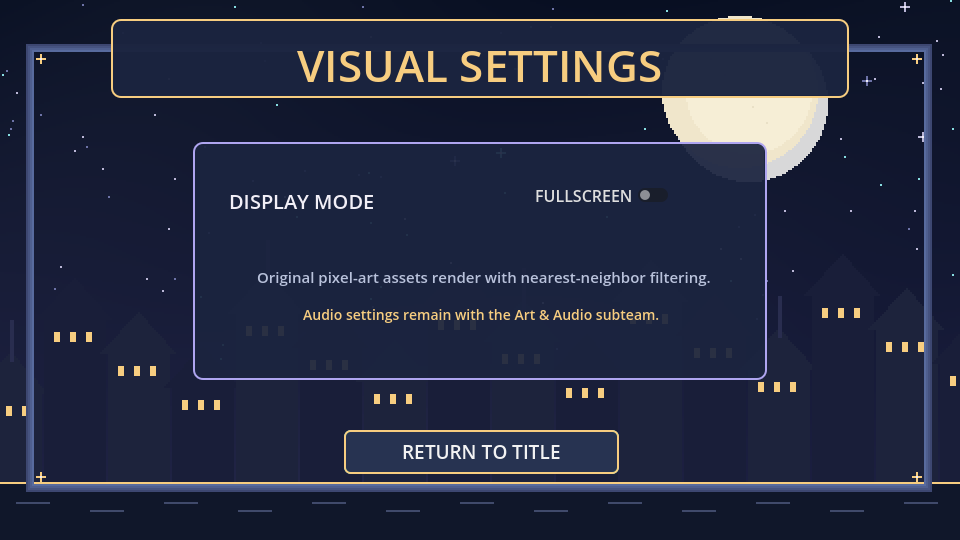 VISUAL SETTINGS
DISPLAY MODE
FULLSCREEN
Original pixel-art assets render with nearest-neighbor filtering.
Audio settings remain with the Art & Audio subteam.
RETURN TO TITLE